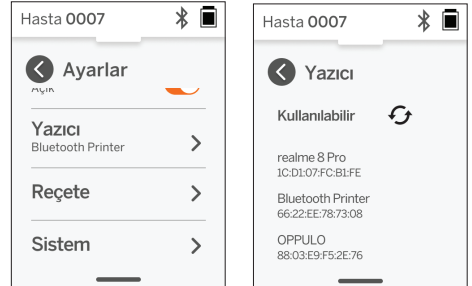 Hasta 0007
Ayarlar
Açık
Yazıcı
Bluetooth Printer
Reçete
Sistem
Hasta 0007
Yazıcı
Kullanılabilir
realme 8 Pro
1C:D1:07:FC:B1:FE
Bluetooth Printer
66:22:EE:78:73:08
OPPULO
88:03:E9:F5:2E:76